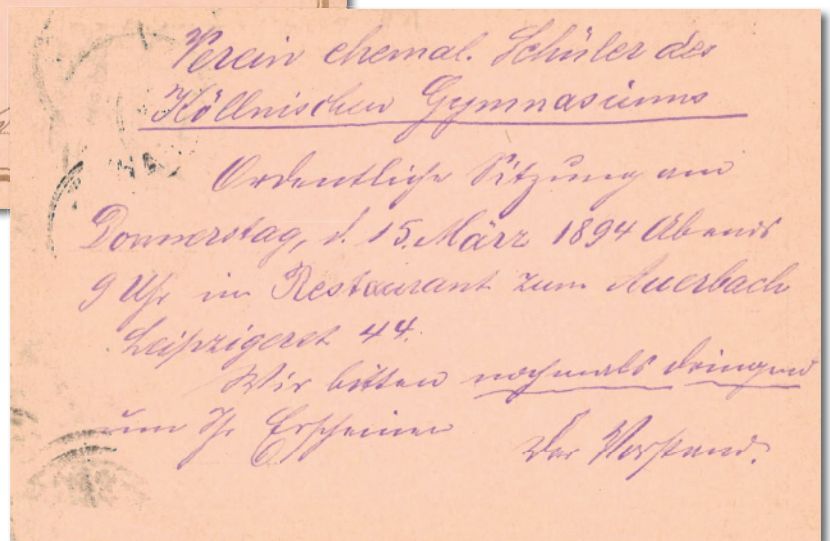 Verein ehemal. Schüler des
Köllnischen Gymnasiums
Ordentliche Sitzung am
Donnerstag, d. 15. März 1894 Abends
9 Uhr im Restaurant zum Auerbach
Leipzigerst 44.
Wir bitten nochmals dringend
um Ihr Erscheinen
Der Vorstand.